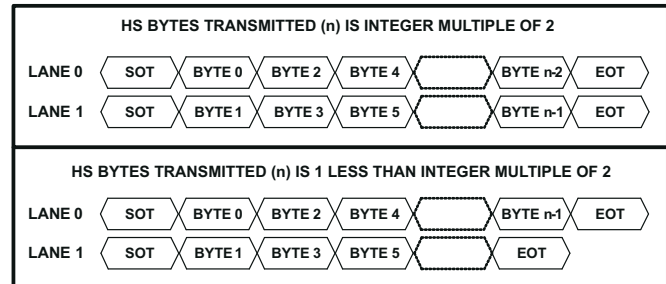 HS BYTES TRANSMITTED (n) IS INTEGER MULTIPLE OF 2
LANE 0 SOT BYTE 0 BYTE 2 BYTE 4 BYTE n-2 EOT
LANE 1 SOT BYTE 1 BYTE 3 BYTE 5 BYTE n-1 EOT
HS BYTES TRANSMITTED (n) IS 1 LESS THAN INTEGER MULTIPLE OF 2
LANE 0 SOT BYTE 0 BYTE 2 BYTE 4 BYTE n-1 EOT
LANE 1 SOT BYTE 1 BYTE 3 BYTE 5 EOT